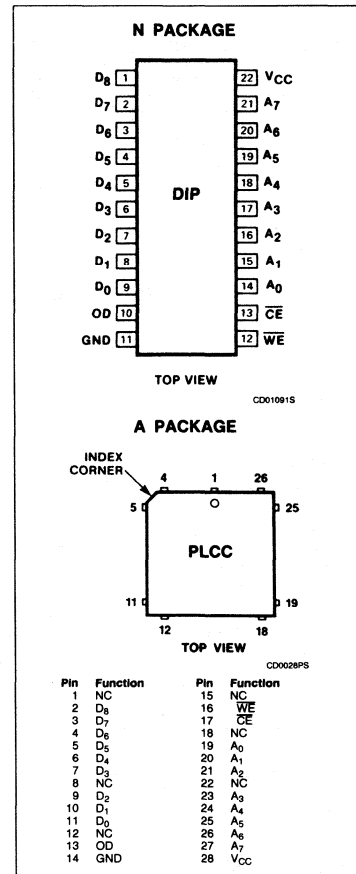 N PACKAGE
D8 1 22 VCC
D7 2 21 A7
D6 3 20 A6
D5 4 19 A5
D4 5 DIP 18 A4
D3 6 17 A3
D2 7 16 A2
D1 8 15 A1
D0 9 14 A0
OD 10 13 C̅E̅
GND 11 12 W̅E̅
TOP VIEW
CD01091S
A PACKAGE
INDEX
CORNER
4 1 26
5 25
PLCC
11 19
12 18
TOP VIEW
CD0028PS
Pin Function Pin Function
1 NC 15 NC
2 D8 16 W̅E̅
3 D7 17 C̅E̅
4 D6 18 NC
5 D5 19 A0
6 D4 20 A1
7 D3 21 A2
8 NC 22 NC
9 D2 23 A3
10 D1 24 A4
11 D0 25 A5
12 NC 26 A6
13 OD 27 A7
14 GND 28 VCC